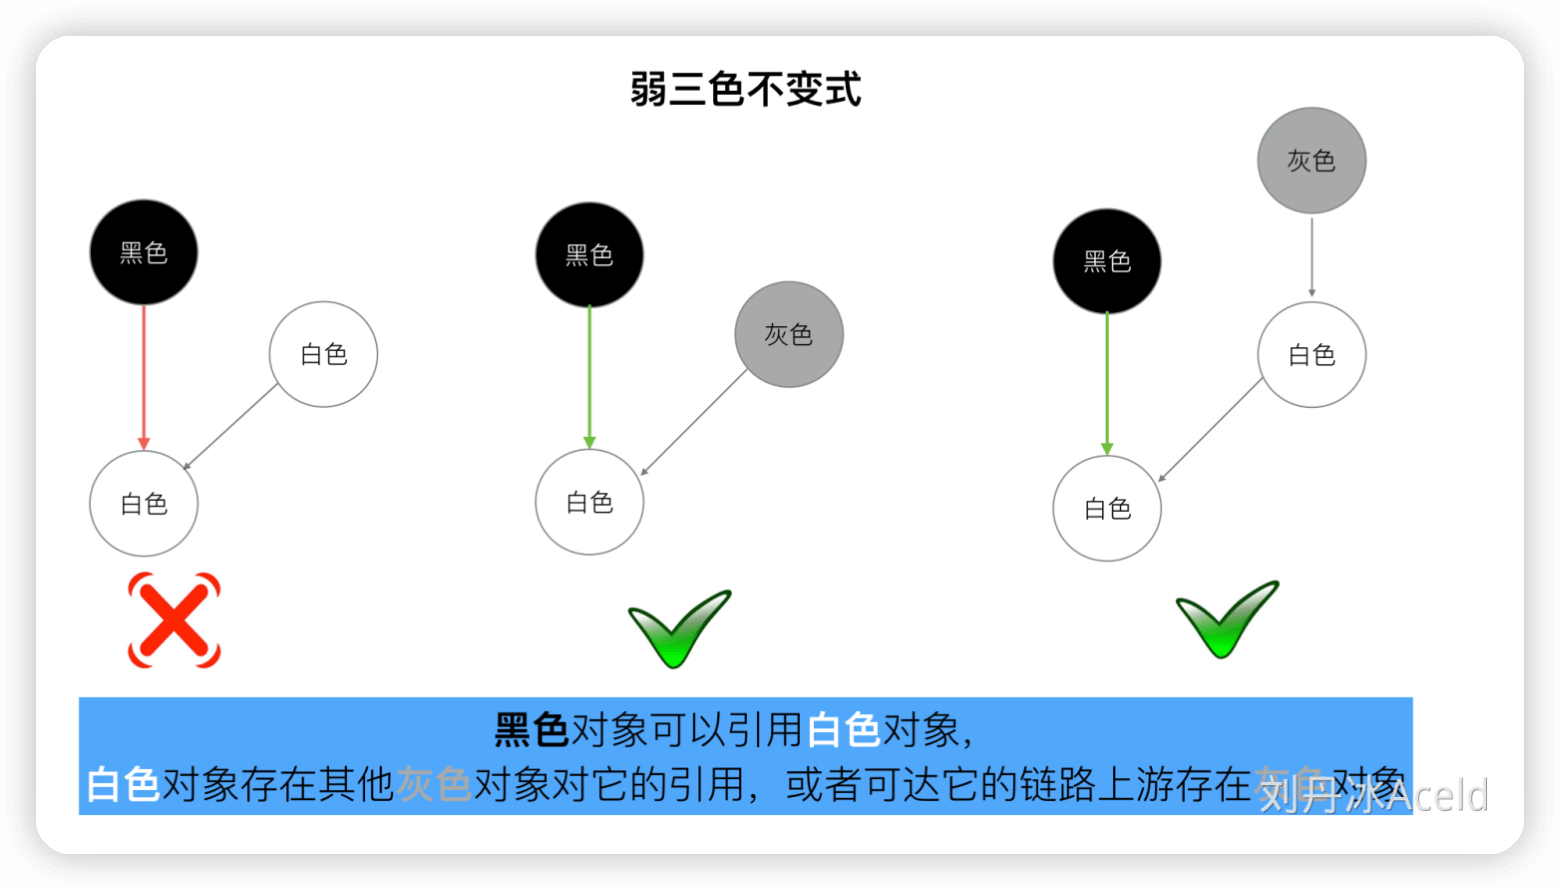 弱三色不变式
黑色
白色
白色
黑色
灰色
白色
灰色
黑色
白色
白色
黑色对象可以引用白色对象，
白色对象存在其他灰色对象对它的引用，或者可达它的链路上游存在灰色对象
刘丹冰Aceld